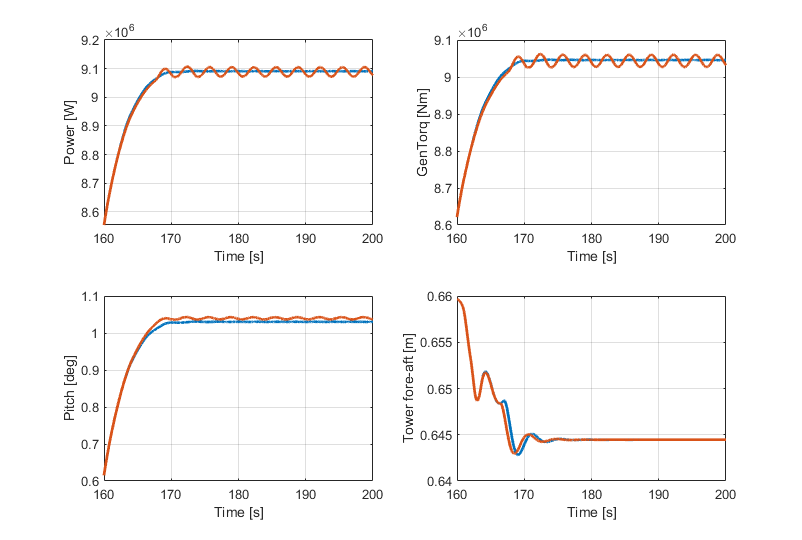 ×10⁶
9.2
9.1
9
8.9
8.8
8.7
8.6
160 170 180 190 200
Time [s]
Power [W]
×10⁶
9.1
9
8.9
8.8
8.7
8.6
160 170 180 190 200
Time [s]
GenTorq [Nm]
1.1
1
0.9
0.8
0.7
0.6
160 170 180 190 200
Time [s]
Pitch [deg]
0.66
0.655
0.65
0.645
0.64
160 170 180 190 200
Time [s]
Tower fore-aft [m]